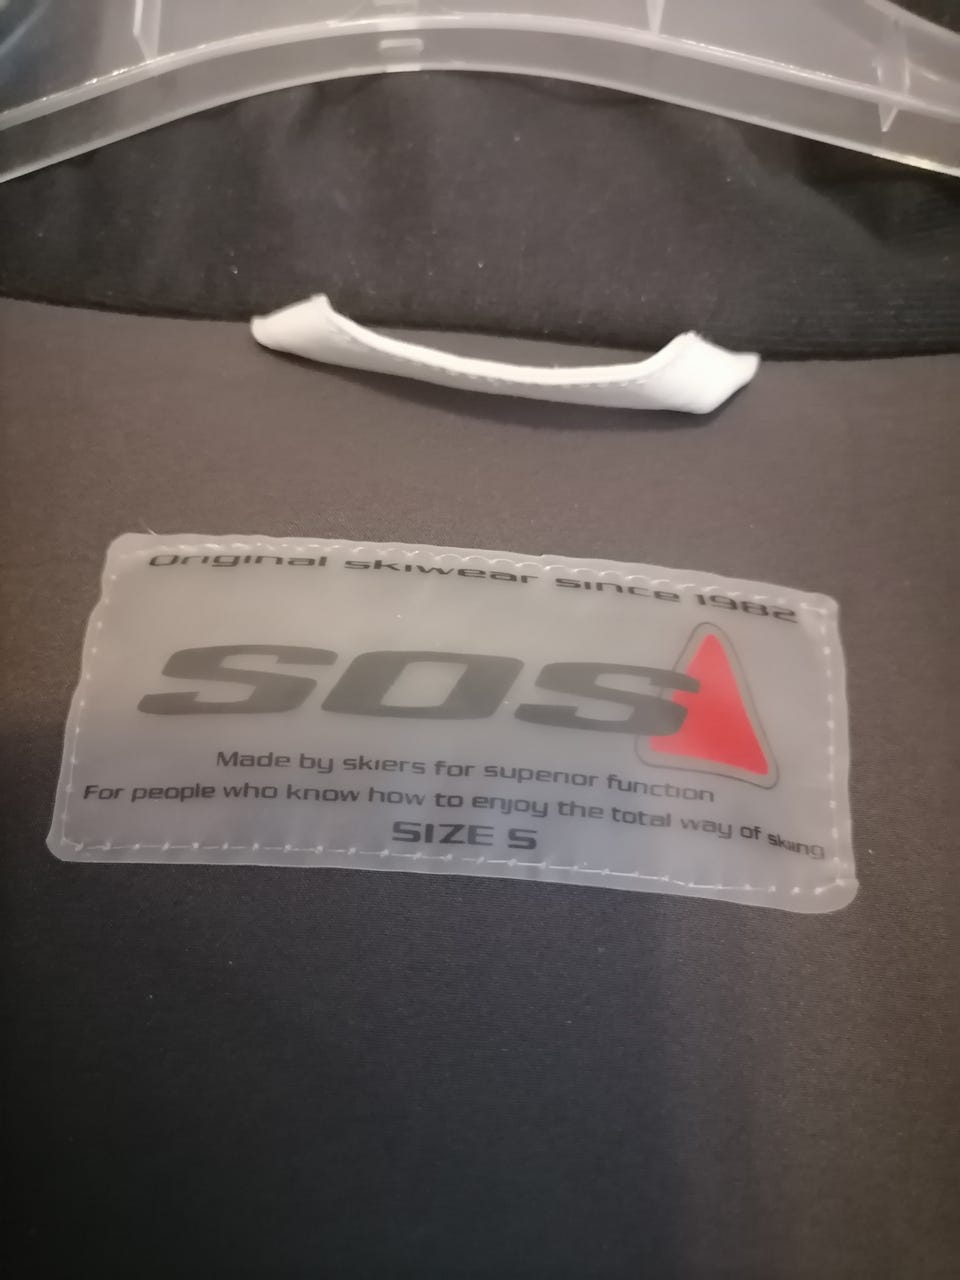 Original skiwear since 1982
SOS
Made by skiers for superior function
For people who know how to enjoy the total way of skiing
SIZE S